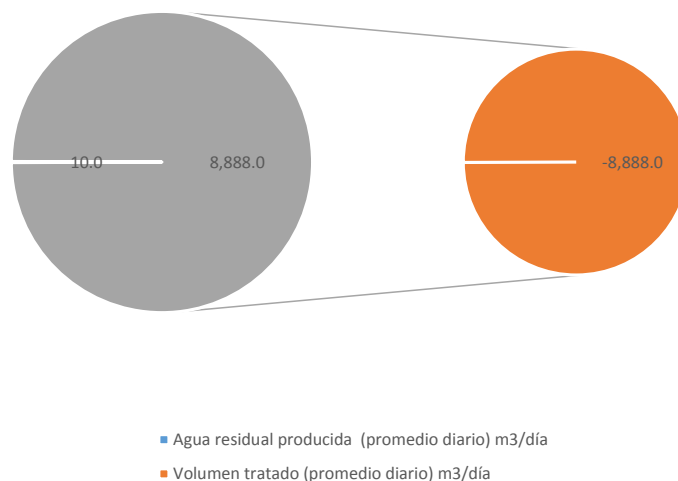 10.0
8,888.0
-8,888.0
Agua residual producida (promedio diario) m3/día
Volumen tratado (promedio diario) m3/día